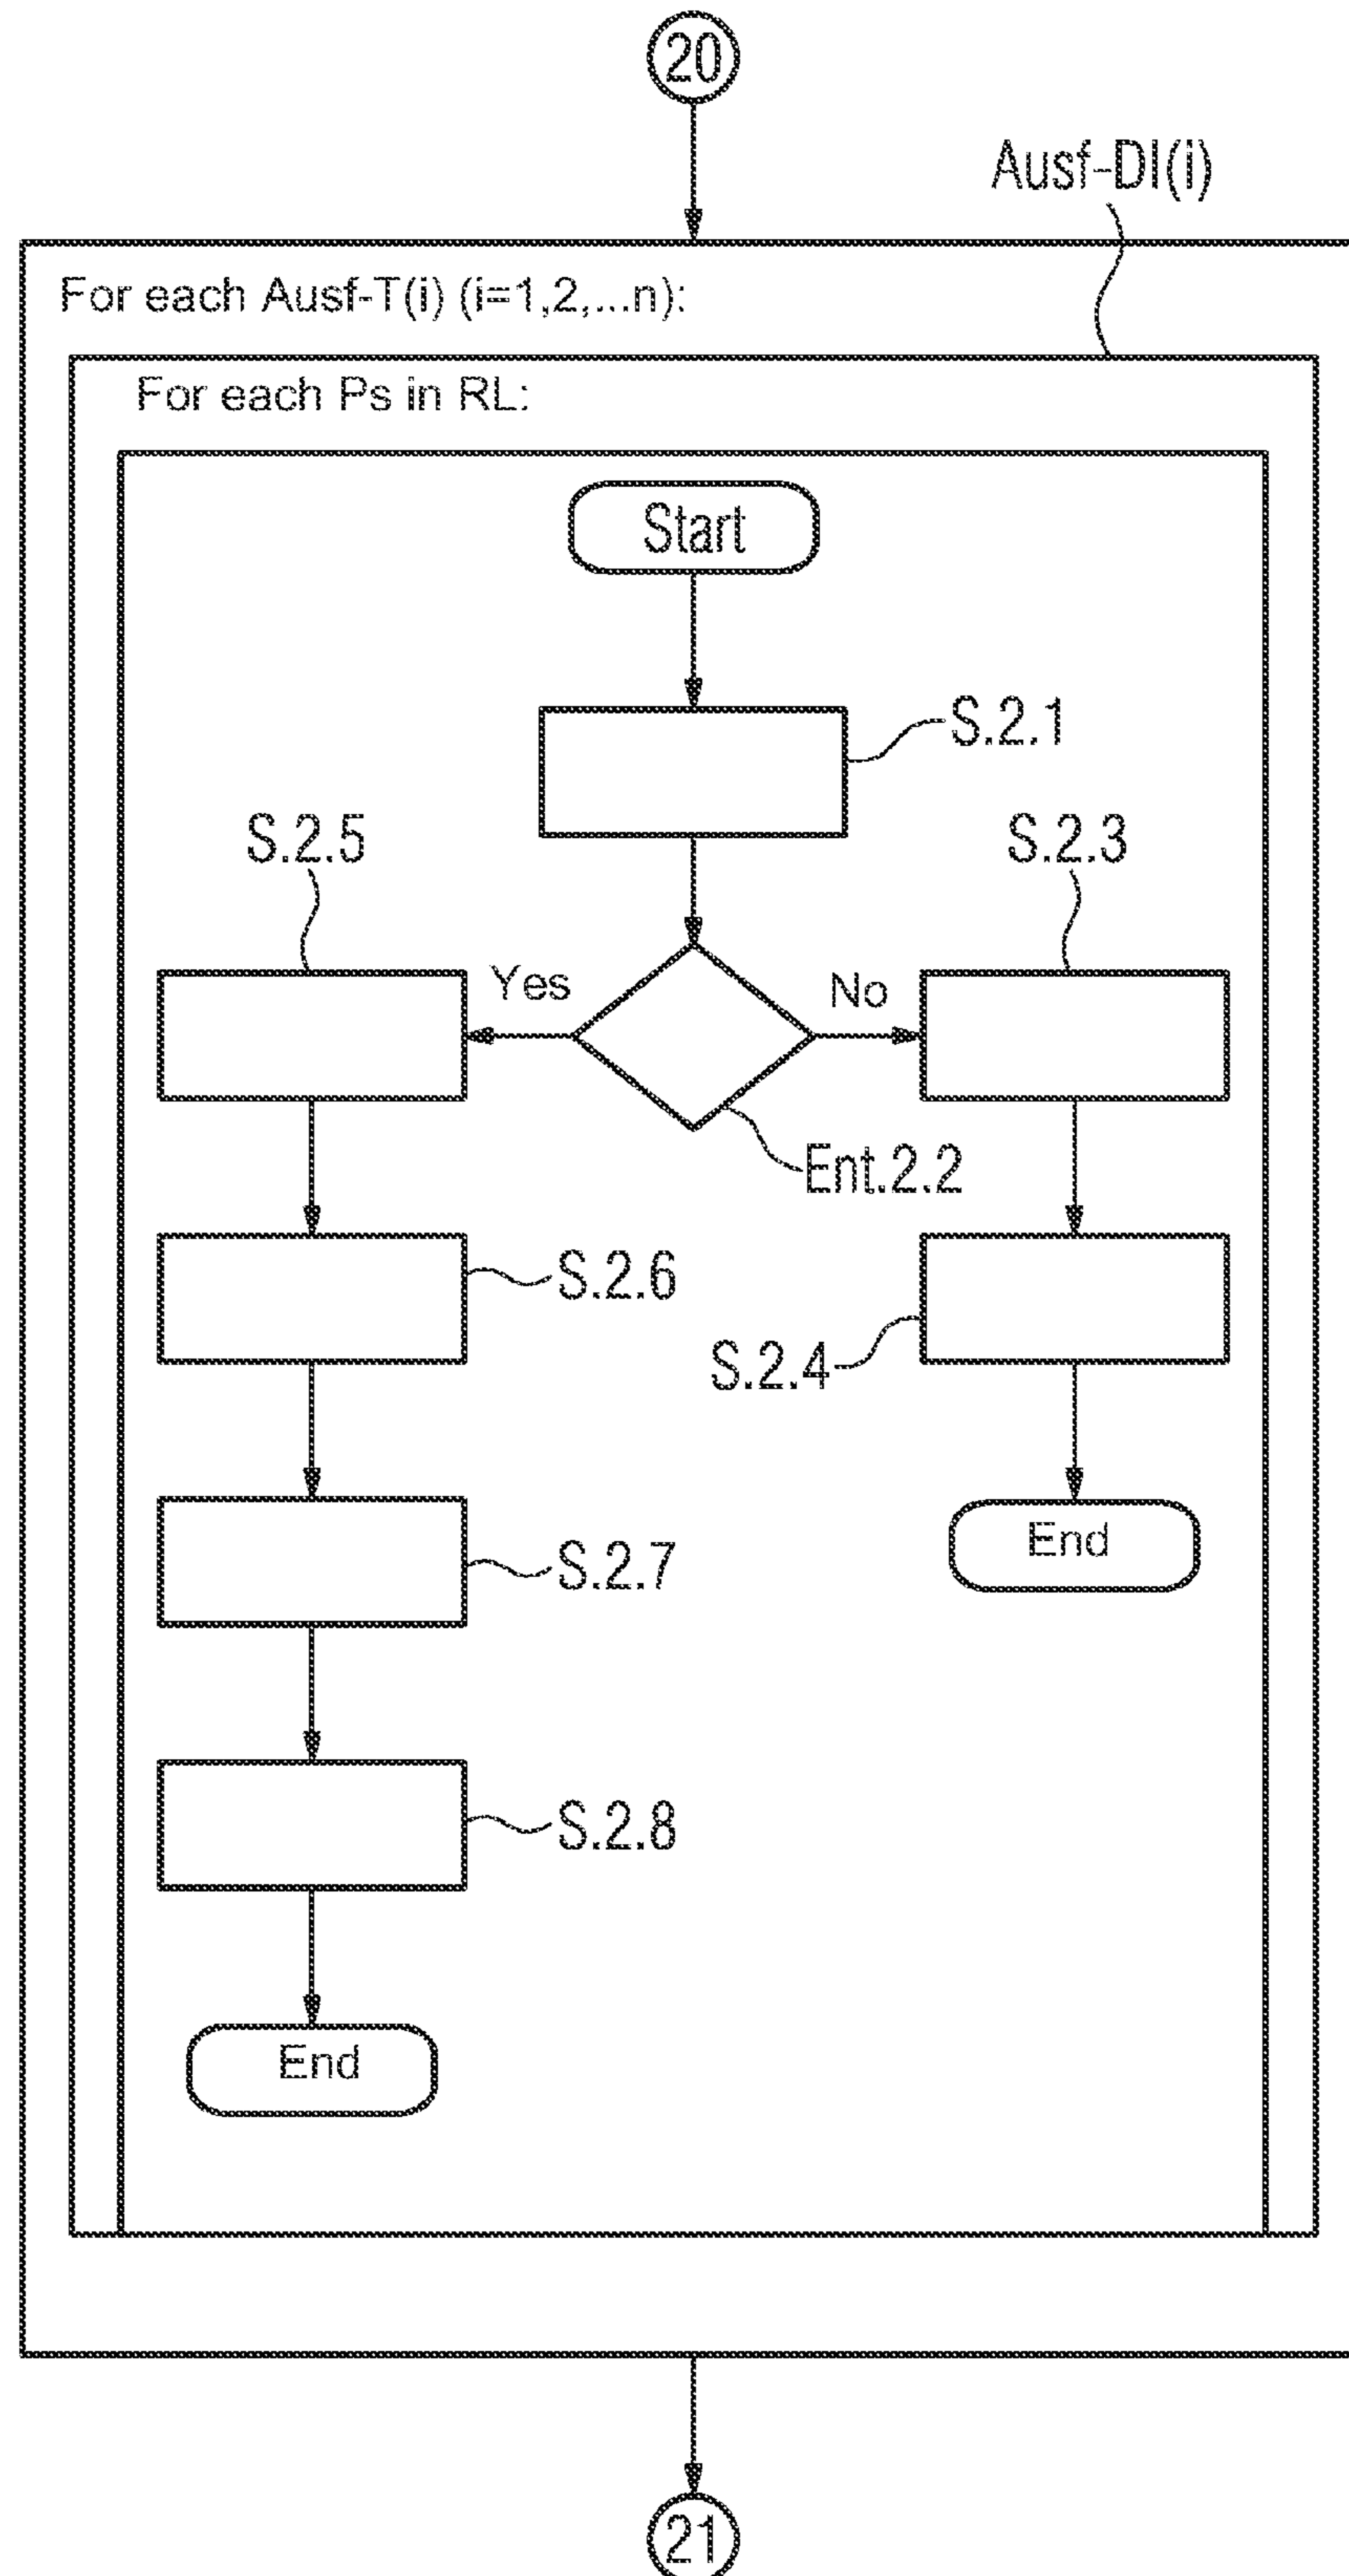 20
Ausf-DI(i)
For each Ausf-T(i) (i=1,2,...n):
For each Ps in RL:
Start
S.2.1
S.2.5
S.2.3
Yes
No
Ent.2.2
S.2.6
S.2.4
S.2.7
End
S.2.8
End
21